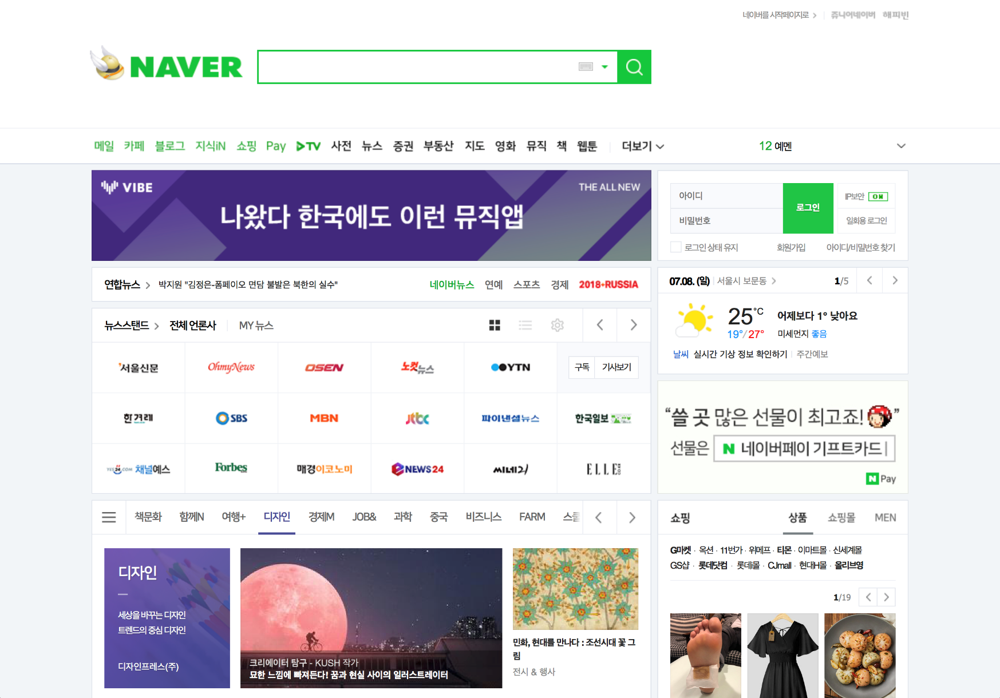 네이버를 시작페이지로
쥬니어네이버 해피빈
NAVER
메일 카페 블로그 지식iN 쇼핑 Pay TV 사전 뉴스 증권 부동산 지도 영화 뮤직 책 웹툰 더보기
12 예멘
VIBE
THE ALL NEW
나왔다 한국에도 이런 뮤직앱
아이디
비밀번호
로그인
IP보안 ON
일회용 로그인
로그인 상태 유지 회원가입 아이디/비밀번호 찾기
연합뉴스 박지원 "김정은-폼페이오 면담 불발은 북한의 실수"
네이버뉴스 연예 스포츠 경제 2018+RUSSIA
07.08. (일) 서울시 보문동 1/5
25°C
19°/27°
어제보다 1° 낮아요
미세먼지 좋음
날씨 실시간 기상 정보 확인하기 주간예보
뉴스스탠드 전체 언론사 MY 뉴스
서울신문 OhmyNews OSEN 노컷뉴스 YTN 구독 기사보기
한겨레 SBS MBN jtbc 파이낸셜뉴스 한국일보
YES24.COM 채널예스 Forbes 매경이코노미 eNEWS24 씨네21 ELLE
“쓸 곳 많은 선물이 최고죠! ”
선물은 N 네이버페이 기프트카드
N Pay
책문화 함께N 여행+ 디자인 경제M JOB& 과학 중국 비즈니스 FARM
디자인
세상을 바꾸는 디자인
트렌드의 중심 디자인
디자인프레스(주)
크리에이터 탐구 - KUSH 작가
묘한 느낌에 빠져든다! 꿈과 현실 사이의 일러스트레이터
민화, 현대를 만나다 : 조선시대 꽃 그
림
전시 & 행사
쇼핑 상품 쇼핑몰 MEN
G마켓 · 옥션 · 11번가 · 위메프 · 티몬 · 이마트몰 · 신세계몰
GS샵 · 롯데닷컴 · 롯데몰 · CJmall · 현대H몰 · 올리브영
1/19